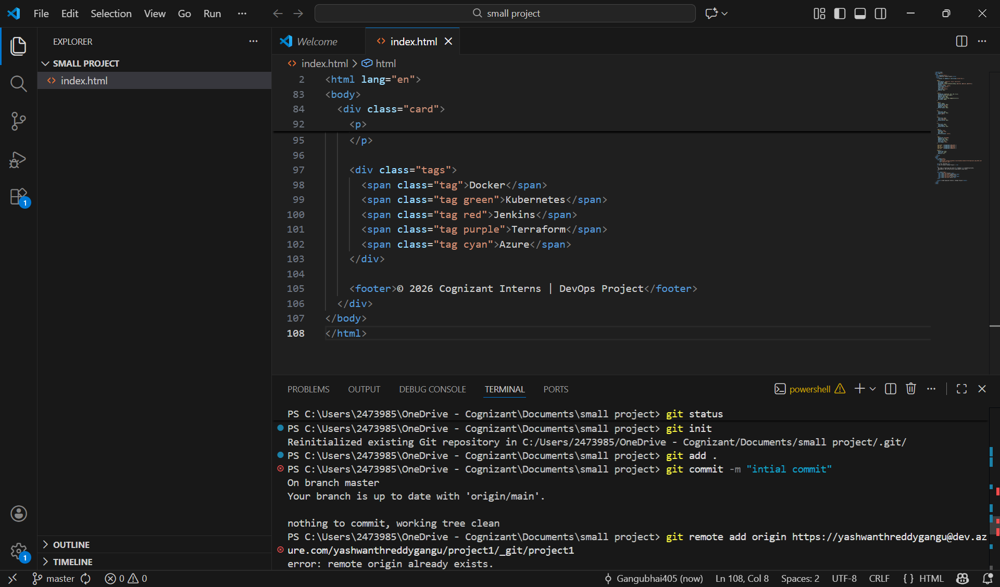 File Edit Selection View Go Run ··· small project
EXPLORER ···
SMALL PROJECT
index.html
Welcome
index.html
index.html > html
2 <html lang="en">
83 <body>
84 <div class="card">
92 <p>
95 </p>
96
97 <div class="tags">
98 <span class="tag">Docker</span>
99 <span class="tag green">Kubernetes</span>
100 <span class="tag red">Jenkins</span>
101 <span class="tag purple">Terraform</span>
102 <span class="tag cyan">Azure</span>
103 </div>
104
105 <footer>© 2026 Cognizant Interns | DevOps Project</footer>
106 </div>
107 </body>
108 </html>
1
PROBLEMS OUTPUT DEBUG CONSOLE TERMINAL PORTS powershell
PS C:\Users\2473985\OneDrive - Cognizant\Documents\small project> git status
PS C:\Users\2473985\OneDrive - Cognizant\Documents\small project> git init
Reinitialized existing Git repository in C:/Users/2473985/OneDrive - Cognizant/Documents/small project/.git/
PS C:\Users\2473985\OneDrive - Cognizant\Documents\small project> git add .
PS C:\Users\2473985\OneDrive - Cognizant\Documents\small project> git commit -m "intial commit"
On branch master
Your branch is up to date with 'origin/main'.
nothing to commit, working tree clean
PS C:\Users\2473985\OneDrive - Cognizant\Documents\small project> git remote add origin https://yashwanthreddygangu@dev.az
ure.com/yashwanthreddygangu/project1/_git/project1
error: remote origin already exists.
OUTLINE
TIMELINE
1
master 0 0 Gangubhai405 (now) Ln 108, Col 8 Spaces: 2 UTF-8 CRLF { } HTML